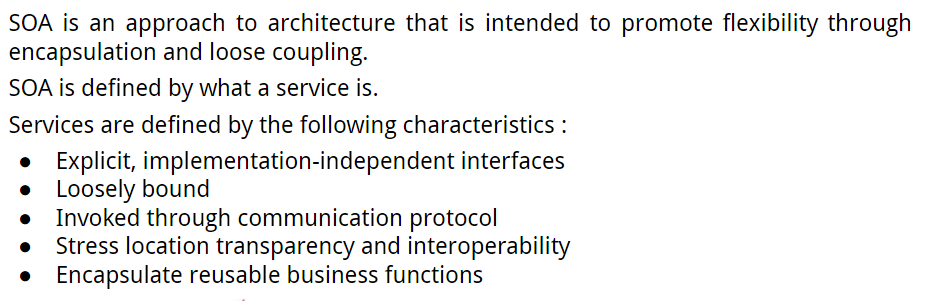 SOA is an approach to architecture that is intended to promote flexibility through
encapsulation and loose coupling.
SOA is defined by what a service is.
Services are defined by the following characteristics :
● Explicit, implementation-independent interfaces
● Loosely bound
● Invoked through communication protocol
● Stress location transparency and interoperability
● Encapsulate reusable business functions